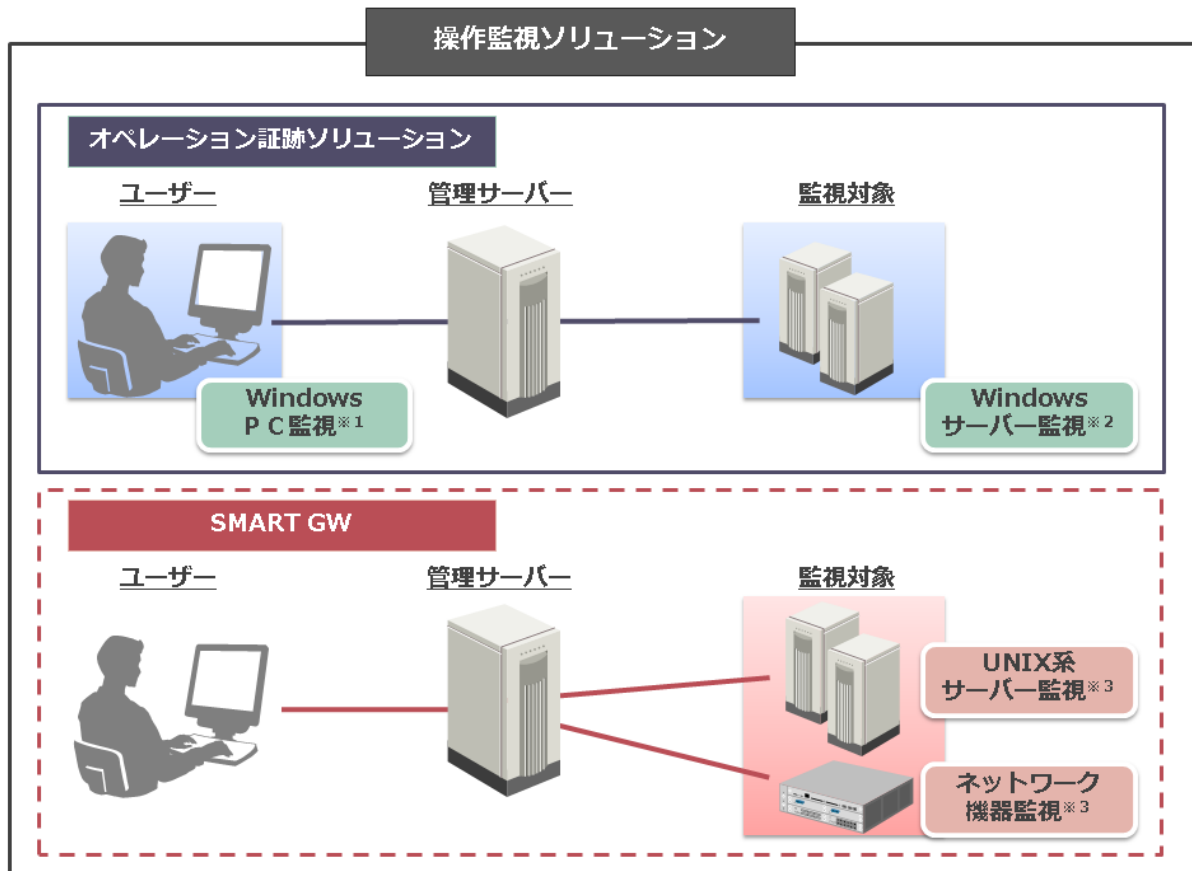 操作監視ソリューション
オペレーション証跡ソリューション
ユーザー
管理サーバー
監視対象
Windows
ＰＣ監視※1
Windows
サーバー監視※2
SMART GW
ユーザー
管理サーバー
監視対象
UNIX系
サーバー監視※3
ネットワーク
機器監視※3